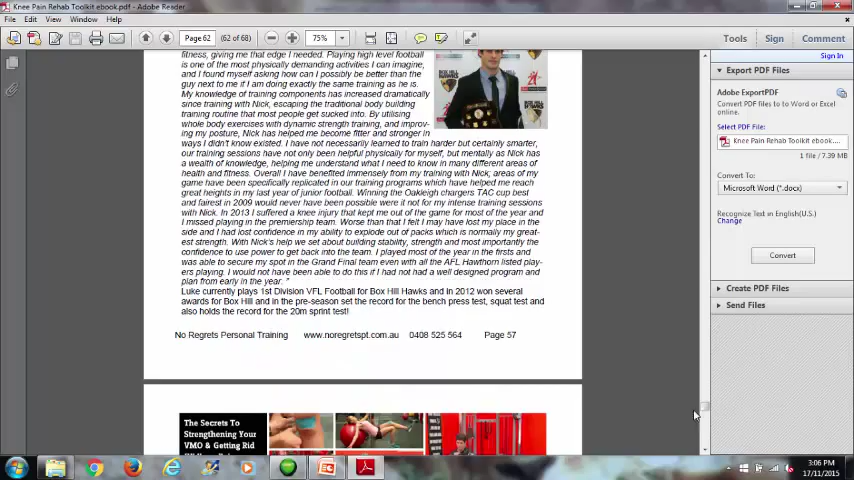 Knee Pain Rehab Toolkit ebook.pdf - Adobe Reader
File Edit View Window Help
Page 62 (62 of 68) 75% Tools Sign Comment
Sign In
fitness, giving me that edge I needed. Playing high level football
is one of the most physically demanding activities I can imagine,
and I found myself asking how can I possibly be better than the
guy next to me if I am doing exactly the same training as he is.
My knowledge of training components has increased dramatically
since training with Nick, escaping the traditional body building
training routine that most people get sucked into. By utilising
whole body exercises with dynamic strength training, and improv-
ing my posture, Nick has helped me become fitter and stronger in
ways I didn't know existed. I have not necessarily learned to train harder but certainly smarter,
our training sessions have not only been helpful physically for myself, but mentally as Nick has
a wealth of knowledge, helping me understand what I need to know in many different areas of
health and fitness. Overall I have benefited immensely from my training with Nick; areas of my
game have been specifically replicated in our training programs which have helped me reach
great heights in my last year of junior football. Winning the Oakleigh chargers TAC cup best
and fairest in 2009 would never have been possible were it not for my intense training sessions
with Nick. In 2013 I suffered a knee injury that kept me out of the game for most of the year and
I missed playing in the premiership team. Worse than that I felt I may have lost my place in the
side and I had lost confidence in my ability to explode out of packs which is normally my great-
est strength. With Nick's help we set about building stability, strength and most importantly the
confidence to use power to get back into the team. I played most of the year in the firsts and
was able to secure my spot in the Grand Final team even with all the AFL Hawthorn listed play-
ers playing. I would not have been able to do this if I had not had a well designed program and
plan from early in the year. "
Luke currently plays 1st Division VFL Football for Box Hill Hawks and in 2012 won several
awards for Box Hill and in the pre-season set the record for the bench press test, squat test and
also holds the record for the 20m sprint test!
No Regrets Personal Training www.noregretspt.com.au 0408 525 564 Page 57
The Secrets To
Strengthening Your
VMO & Getting Rid
Export PDF Files
Adobe ExportPDF
Convert PDF files to to Word or Excel
online.
Select PDF File:
Knee Pain Rehab Toolkit ebook....
1 file / 7.39 MB
Convert To:
Microsoft Word (*.docx)
Recognize Text in English(U.S.)
Change
Convert
Create PDF Files
Send Files
3:06 PM
17/11/2015